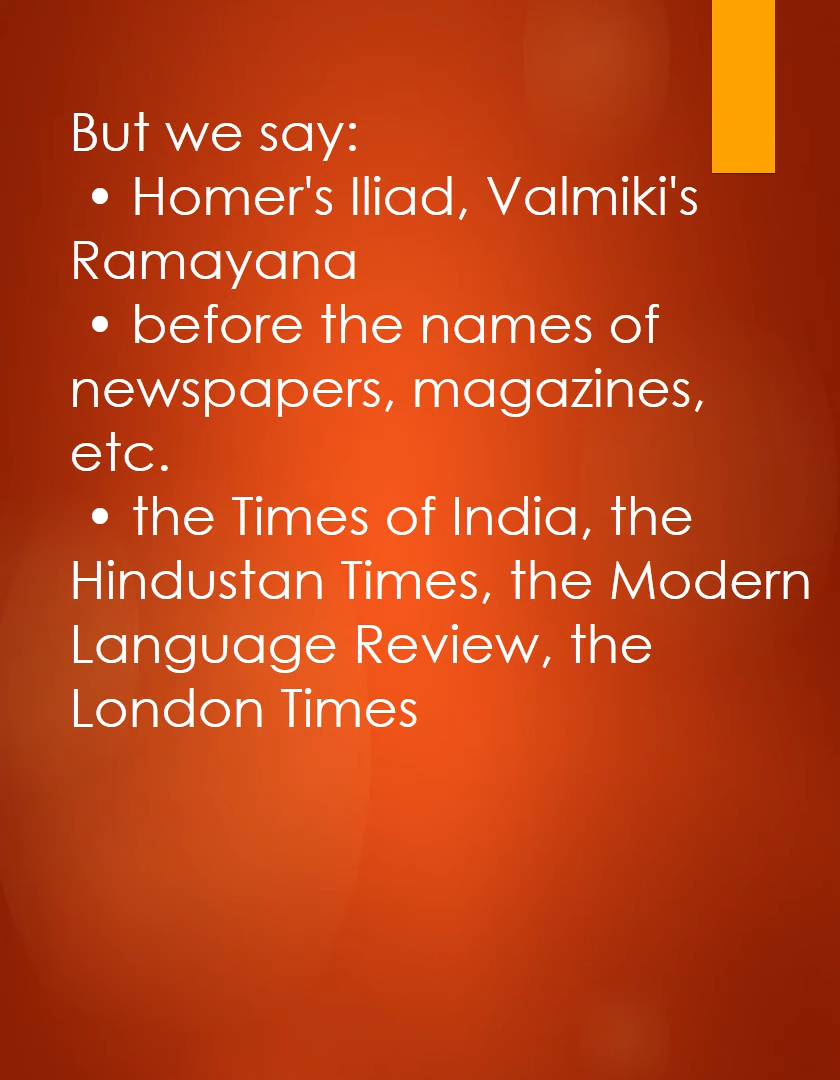 But we say:
• Homer's Iliad, Valmiki's
Ramayana
• before the names of
newspapers, magazines,
etc.
• the Times of India, the
Hindustan Times, the Modern
Language Review, the
London Times